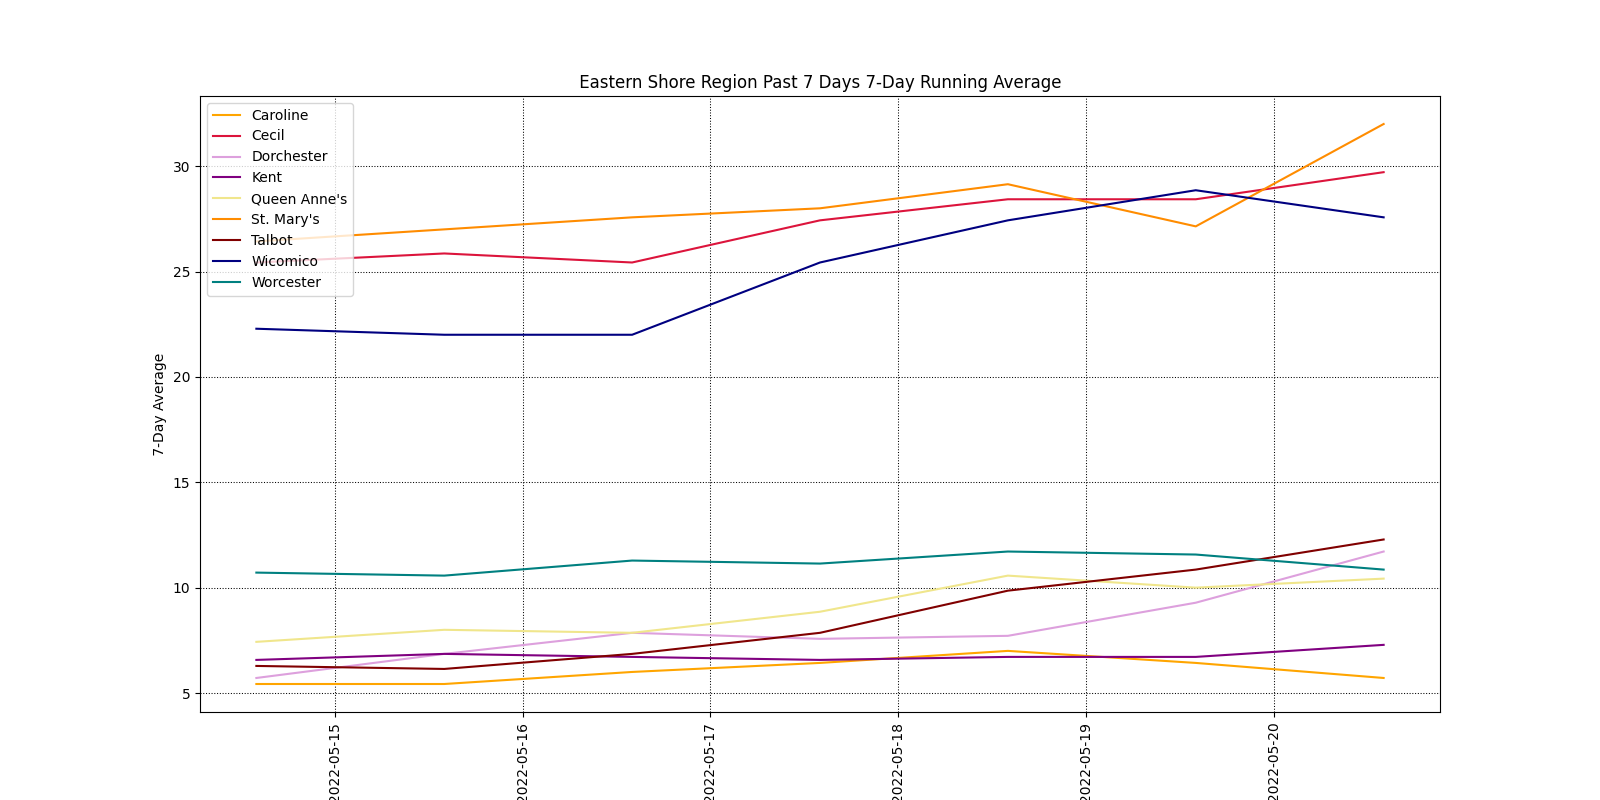 Eastern Shore Region Past 7 Days 7-Day Running Average
Caroline
Cecil
Dorchester
Kent
Queen Anne's
St. Mary's
Talbot
Wicomico
Worcester
7-Day Average
30
25
20
15
10
5
2022-05-15
2022-05-16
2022-05-17
2022-05-18
2022-05-19
2022-05-20